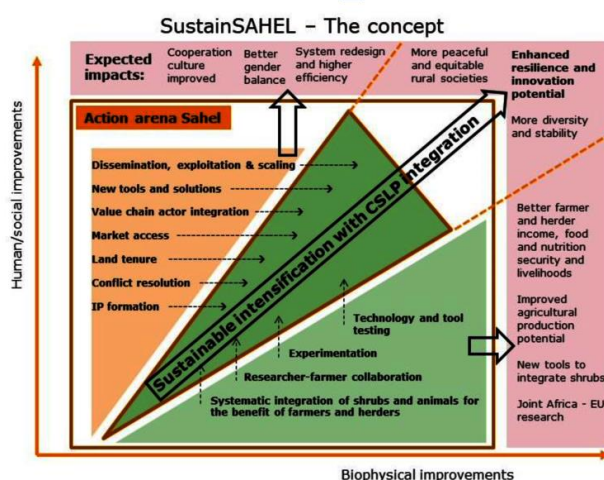 SustainSAHEL – The concept
Expected
impacts:
Cooperation
culture
improved
Better
gender
balance
System redesign
and higher
efficiency
More peaceful
and equitable
rural societies
Enhanced
resilience and
innovation
potential
More diversity
and stability
Action arena Sahel
Dissemination, exploitation & scaling
New tools and solutions
Value chain actor integration
Market access
Land tenure
Conflict resolution
IP formation
Sustainable intensification with CSLP integration
Technology and tool
testing
Experimentation
Researcher-farmer collaboration
Systematic integration of shrubs and animals for
the benefit of farmers and herders
Better farmer
and herder
income, food
and nutrition
security and
livelihoods
Improved
agricultural
production
potential
New tools to
integrate shrubs
Joint Africa - EU
research
Human/social improvements
Biophysical improvements